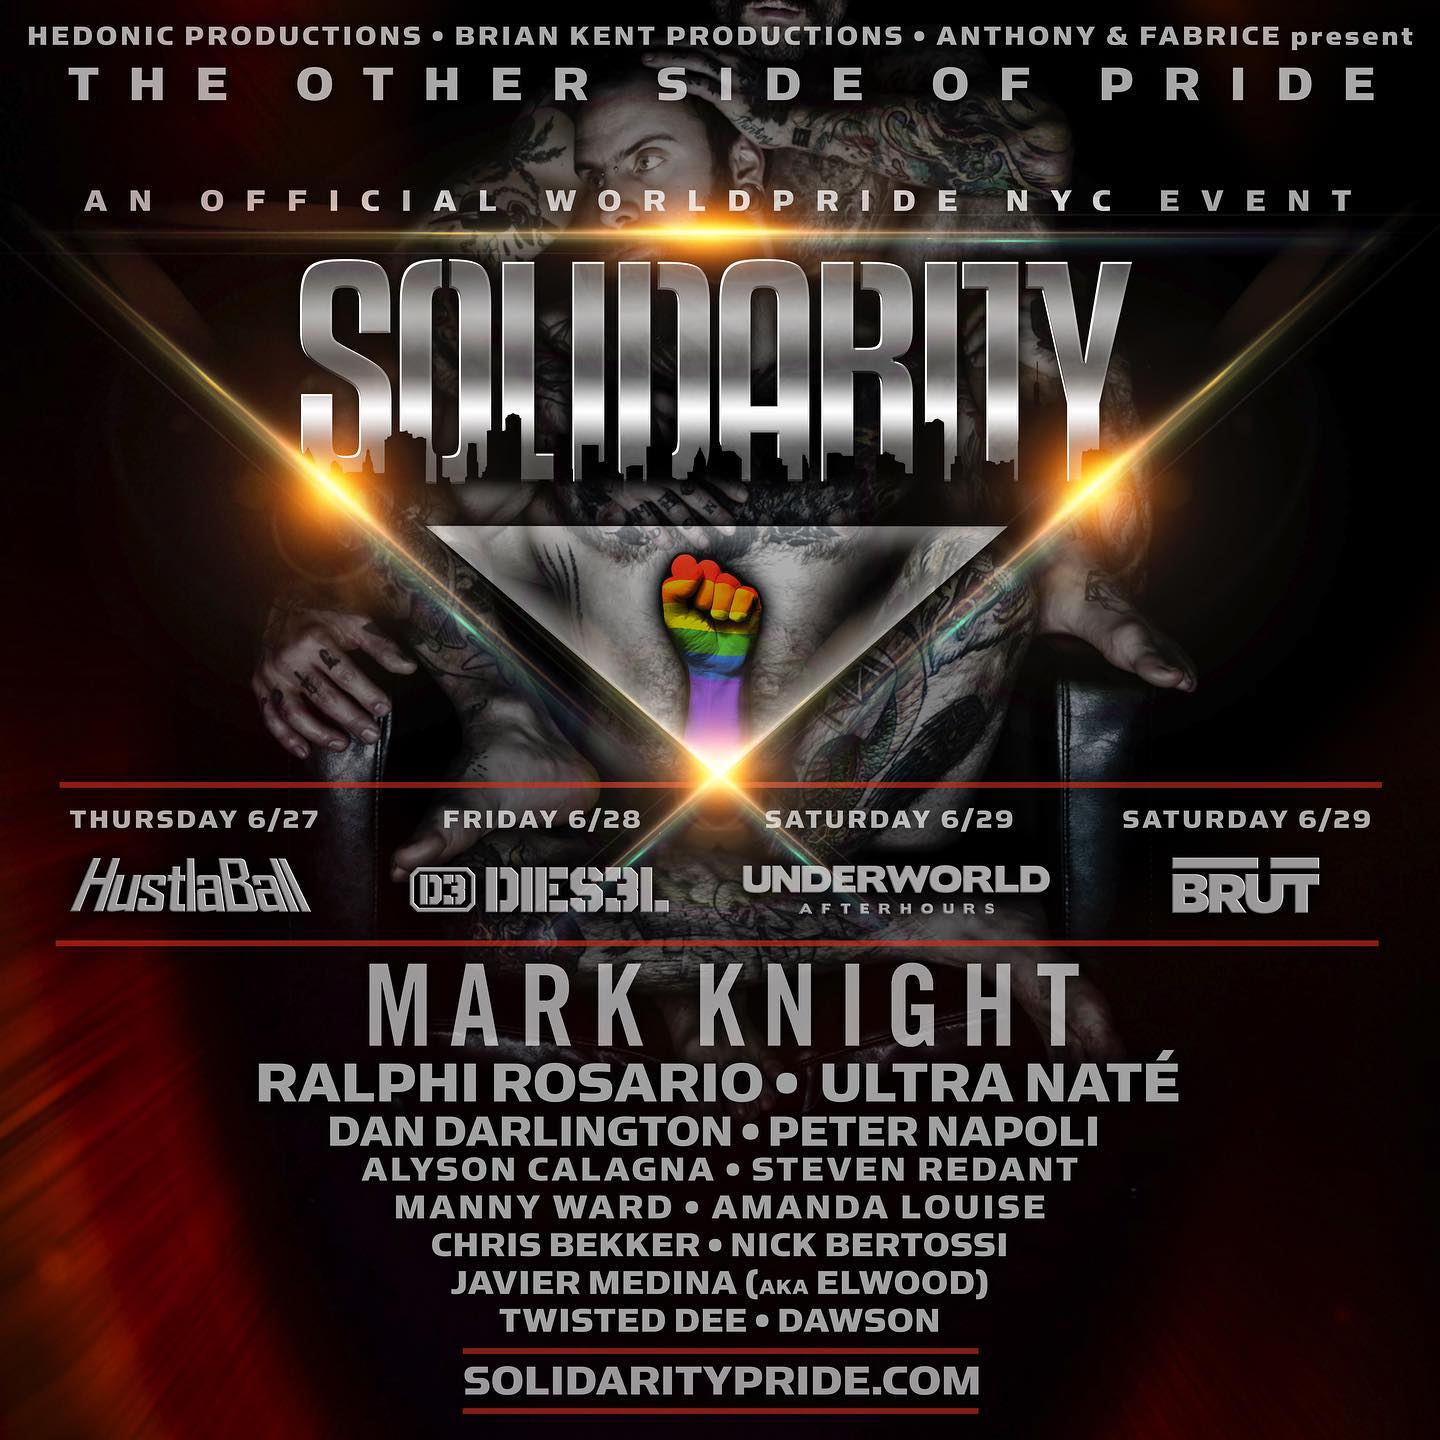 HEDONIC PRODUCTIONS • BRIAN KENT PRODUCTIONS • ANTHONY & FABRICE present
THE OTHER SIDE OF PRIDE
AN OFFICIAL WORLDPRIDE NYC EVENT
SOLIDARITY
THURSDAY 6/27 FRIDAY 6/28 SATURDAY 6/29 SATURDAY 6/29
HustlaBall D3 DIES3L UNDERWORLD BRUT
AFTERHOURS
MARK KNIGHT
RALPHI ROSARIO • ULTRA NATÉ
DAN DARLINGTON • PETER NAPOLI
ALYSON CALAGNA • STEVEN REDANT
MANNY WARD • AMANDA LOUISE
CHRIS BEKKER • NICK BERTOSSI
JAVIER MEDINA (AKA ELWOOD)
TWISTED DEE • DAWSON
SOLIDARITYPRIDE.COM